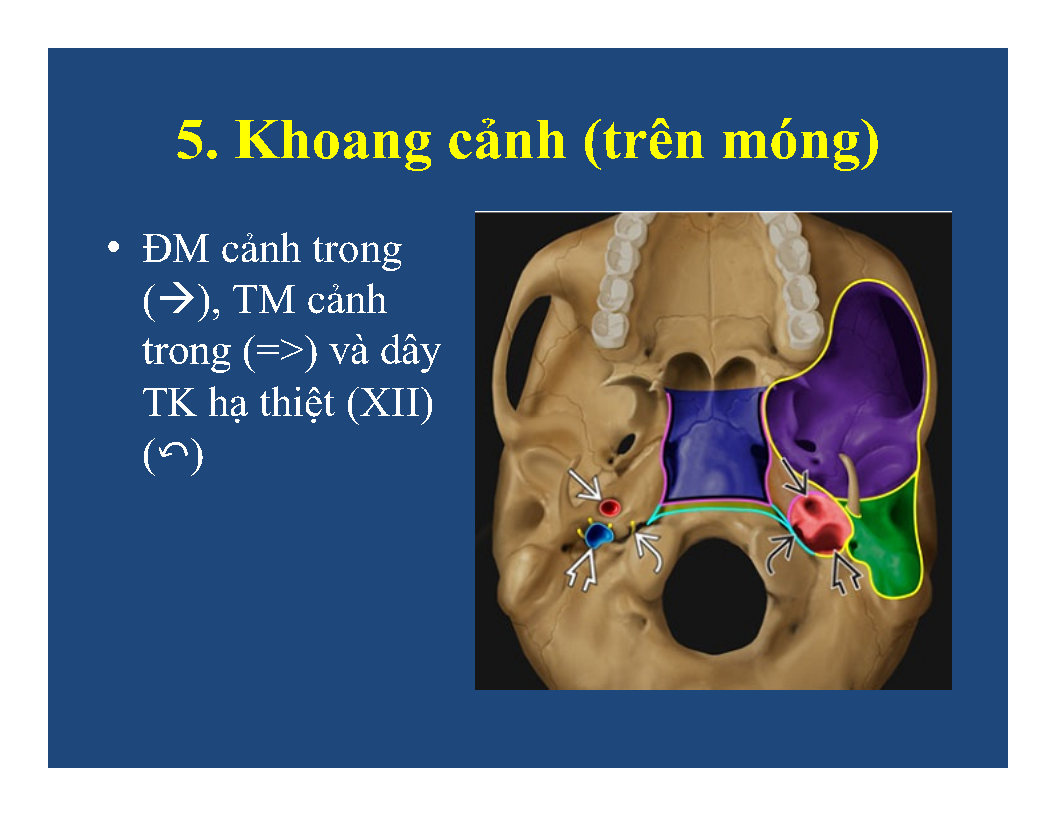 5. Khoang cảnh (trên móng)
• ĐM cảnh trong
(→), TM cảnh
trong (=>) và dây
TK hạ thiệt (XII)
(↶)